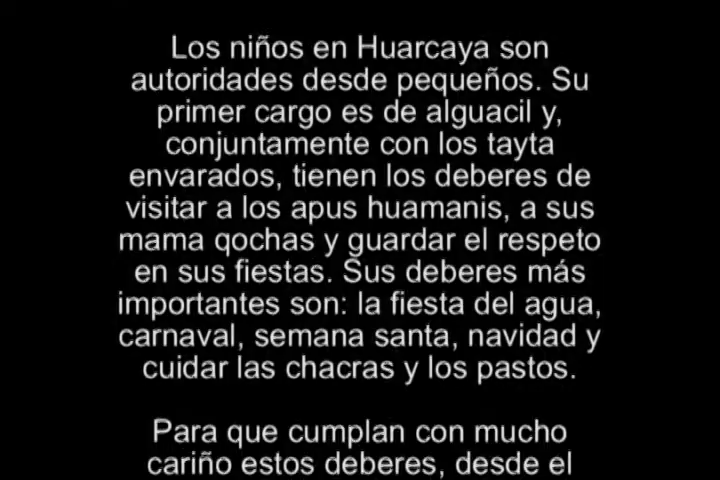 Los niños en Huarcaya son
autoridades desde pequeños. Su
primer cargo es de alguacil y,
conjuntamente con los tayta
envarados, tienen los deberes de
visitar a los apus huamanis, a sus
mama qochas y guardar el respeto
en sus fiestas. Sus deberes más
importantes son: la fiesta del agua,
carnaval, semana santa, navidad y
cuidar las chacras y los pastos.
Para que cumplan con mucho
cariño estos deberes, desde el